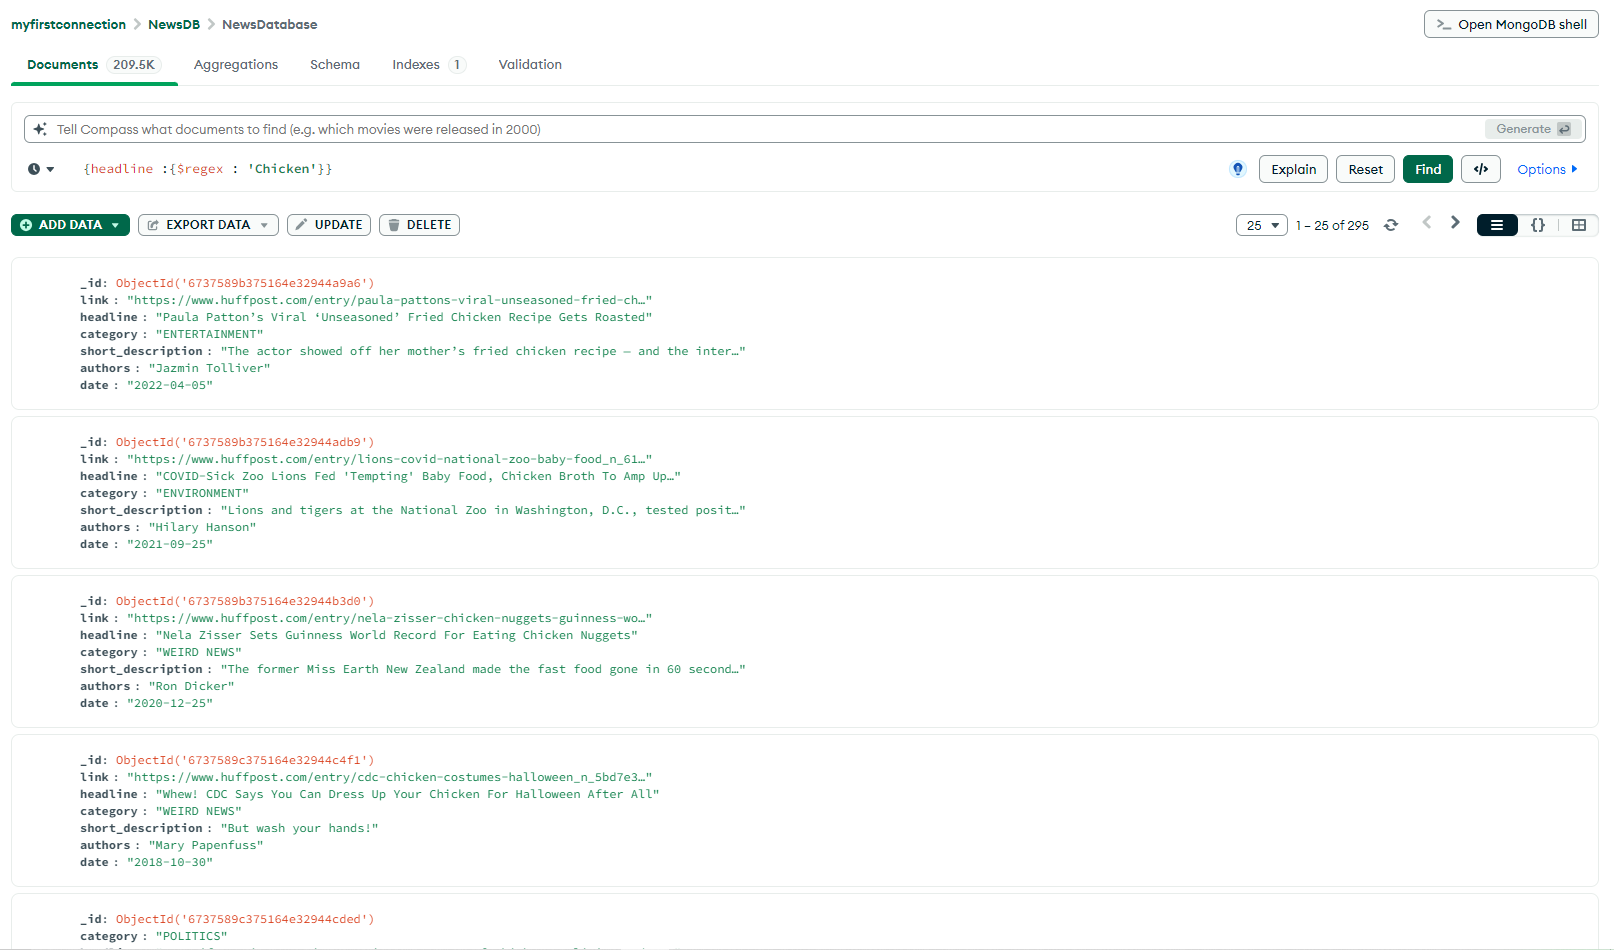 myfirstconnection > NewsDB > NewsDatabase
>_ Open MongoDB shell
Documents 209.5K Aggregations Schema Indexes 1 Validation
Tell Compass what documents to find (e.g. which movies were released in 2000) Generate
{headline :{$regex : 'Chicken'}} Explain Reset Find </> Options
ADD DATA EXPORT DATA UPDATE DELETE 25 1 – 25 of 295 {}
_id: ObjectId('6737589b375164e32944a9a6')
link : "https://www.huffpost.com/entry/paula-pattons-viral-unseasoned-fried-ch…"
headline : "Paula Patton’s Viral ‘Unseasoned’ Fried Chicken Recipe Gets Roasted"
category : "ENTERTAINMENT"
short_description : "The actor showed off her mother’s fried chicken recipe — and the inter…"
authors : "Jazmin Tolliver"
date : "2022-04-05"
_id: ObjectId('6737589b375164e32944adb9')
link : "https://www.huffpost.com/entry/lions-covid-national-zoo-baby-food_n_61…"
headline : "COVID-Sick Zoo Lions Fed 'Tempting' Baby Food, Chicken Broth To Amp Up…"
category : "ENVIRONMENT"
short_description : "Lions and tigers at the National Zoo in Washington, D.C., tested posit…"
authors : "Hilary Hanson"
date : "2021-09-25"
_id: ObjectId('6737589b375164e32944b3d0')
link : "https://www.huffpost.com/entry/nela-zisser-chicken-nuggets-guinness-wo…"
headline : "Nela Zisser Sets Guinness World Record For Eating Chicken Nuggets"
category : "WEIRD NEWS"
short_description : "The former Miss Earth New Zealand made the fast food gone in 60 second…"
authors : "Ron Dicker"
date : "2020-12-25"
_id: ObjectId('6737589c375164e32944c4f1')
link : "https://www.huffpost.com/entry/cdc-chicken-costumes-halloween_n_5bd7e3…"
headline : "Whew! CDC Says You Can Dress Up Your Chicken For Halloween After All"
category : "WEIRD NEWS"
short_description : "But wash your hands!"
authors : "Mary Papenfuss"
date : "2018-10-30"
_id: ObjectId('6737589c375164e32944cded')
category : "POLITICS"